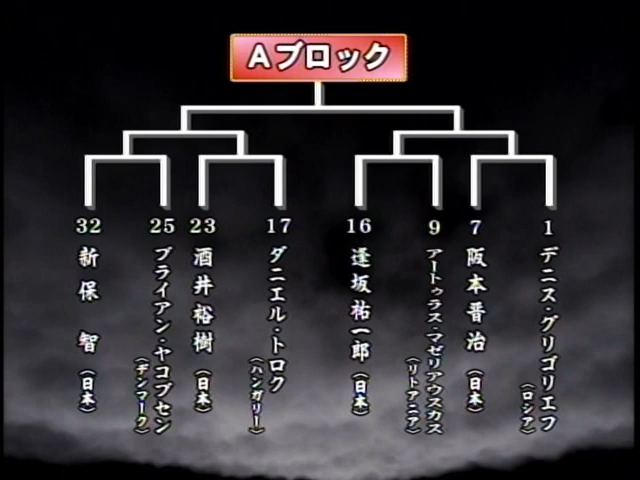 Aブロック
1
デニス・グリゴリエフ
(ロシア)
7
阪本晋治
(日本)
9
アートゥラス・マゼリアウスカス
(リトアニア)
16
逢坂祐一郎
(日本)
17
ダニエル・トロク
(ハンガリー)
23
酒井裕樹
(日本)
25
ブライアン・ヤコブセン
(デンマーク)
32
新保 智
(日本)